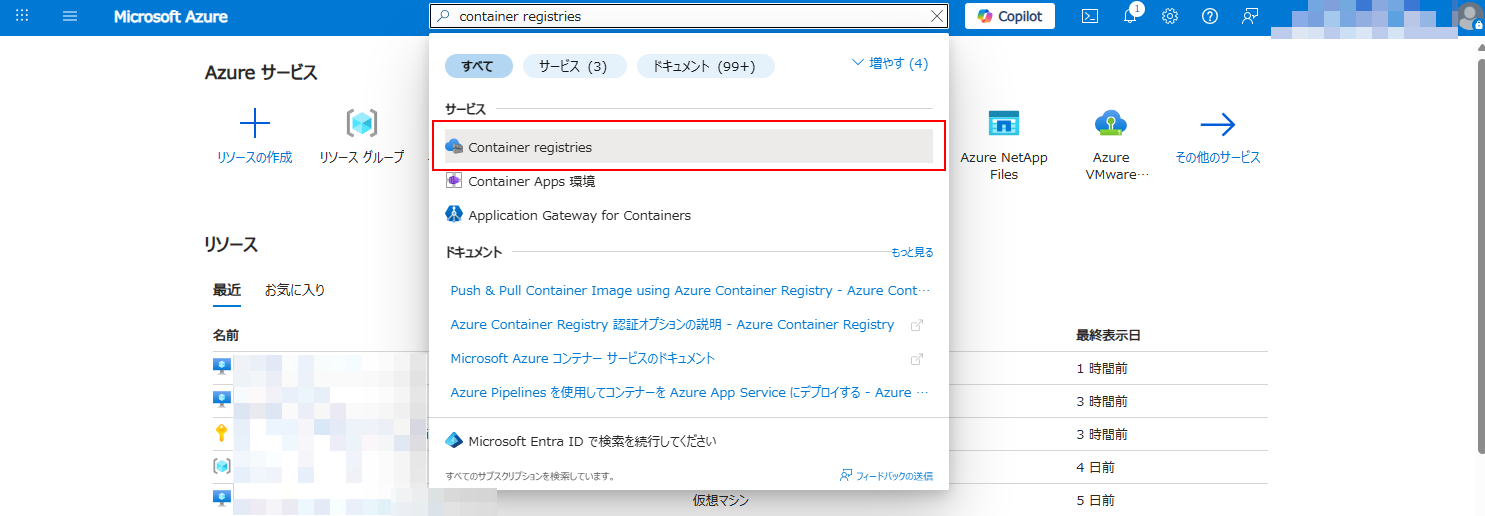 Microsoft Azure
container registries
Copilot
1
すべて
サービス (3)
ドキュメント (99+)
増やす (4)
サービス
Container registries
Container Apps 環境
Application Gateway for Containers
ドキュメント
もっと見る
Push & Pull Container Image using Azure Container Registry - Azure Cont…
Azure Container Registry 認証オプションの説明 - Azure Container Registry
Microsoft Azure コンテナー サービスのドキュメント
Azure Pipelines を使用してコンテナーを Azure App Service にデプロイする - Azure …
Microsoft Entra ID で検索を続行してください
すべてのサブスクリプションを検索しています。
フィードバックの送信
Azure サービス
リソースの作成
リソース グループ
Azure NetApp
Files
Azure
VMware…
その他のサービス
リソース
最近
お気に入り
名前
最終表示日
1 時間前
3 時間前
3 時間前
4 日前
仮想マシン
5 日前